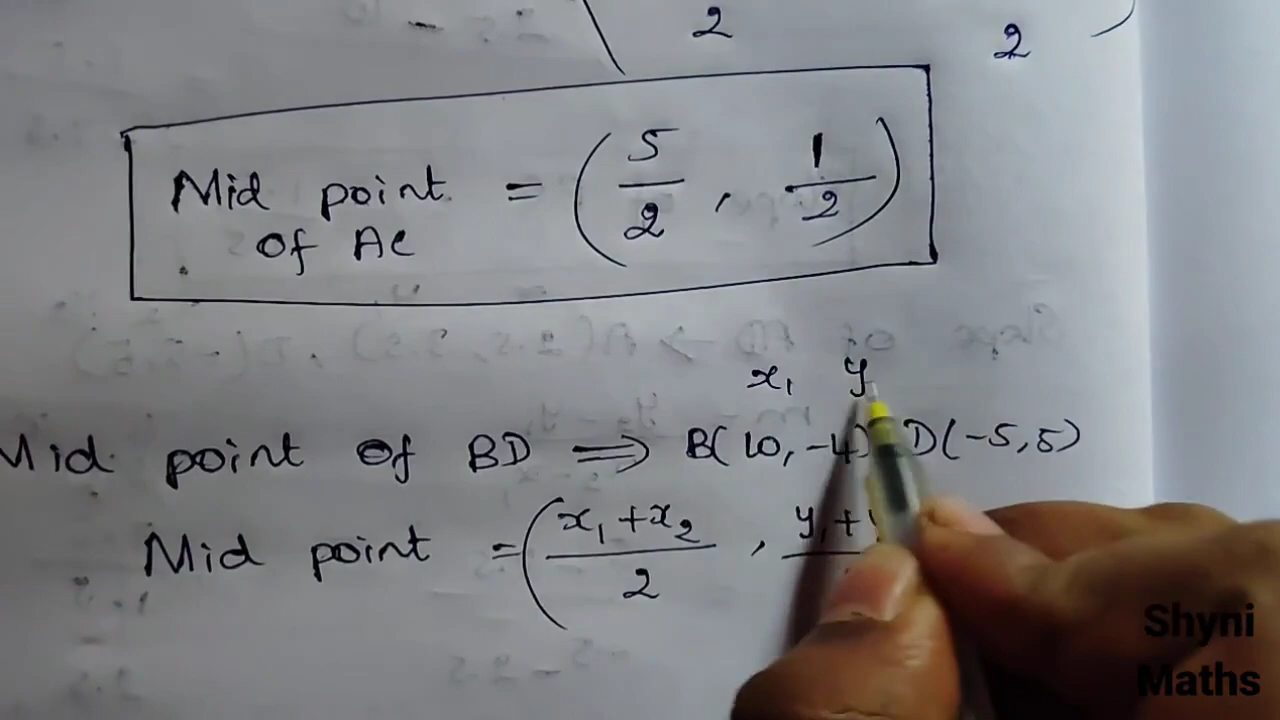 2 2
Mid point = (5/2, 1/2)
Of AC
x₁ y
Mid point Of BD ⟹ B(10,-4) D(-5,5)
Mid point = (x₁+x₂/2, y₁+
Shyni
Maths